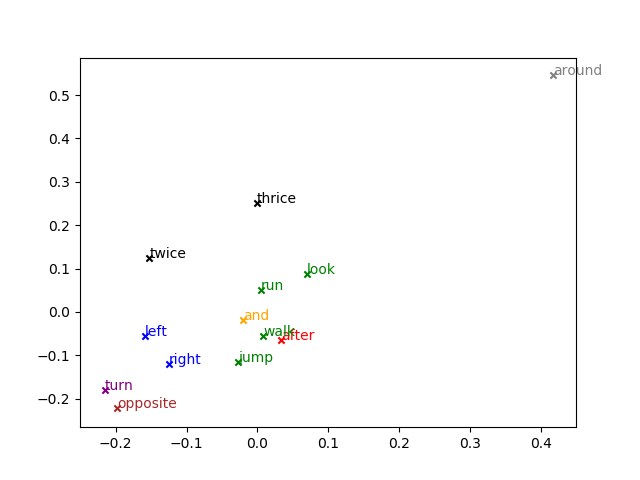 around
0.5
0.4
0.3
thrice
0.2
twice
0.1
look
run
0.0
and
left
walk
after
−0.1
right
jump
turn
−0.2
opposite
−0.2
−0.1
0.0
0.1
0.2
0.3
0.4